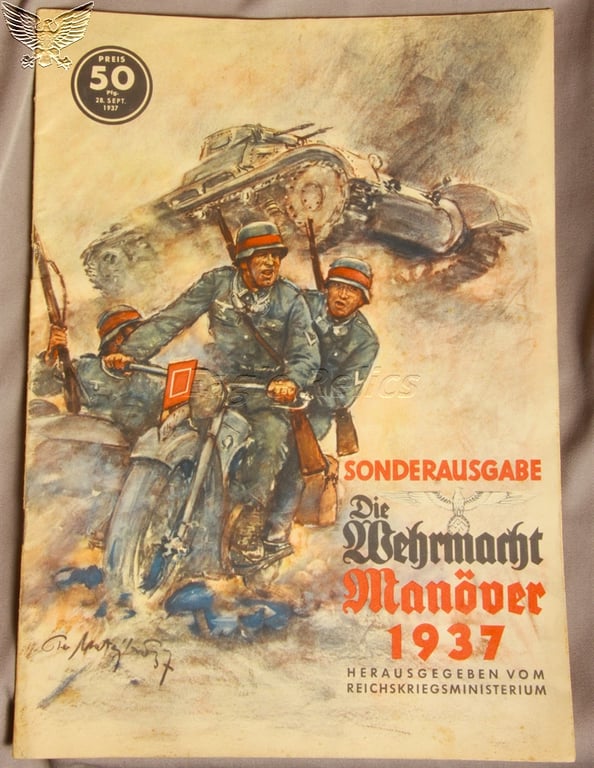 PREIS
50
Pfg.
28. SEPT.
1937
SONDERAUSGABE
Die
Wehrmacht
Manöver
1937
HERAUSGEGEBEN VOM
REICHSKRIEGSMINISTERIUM